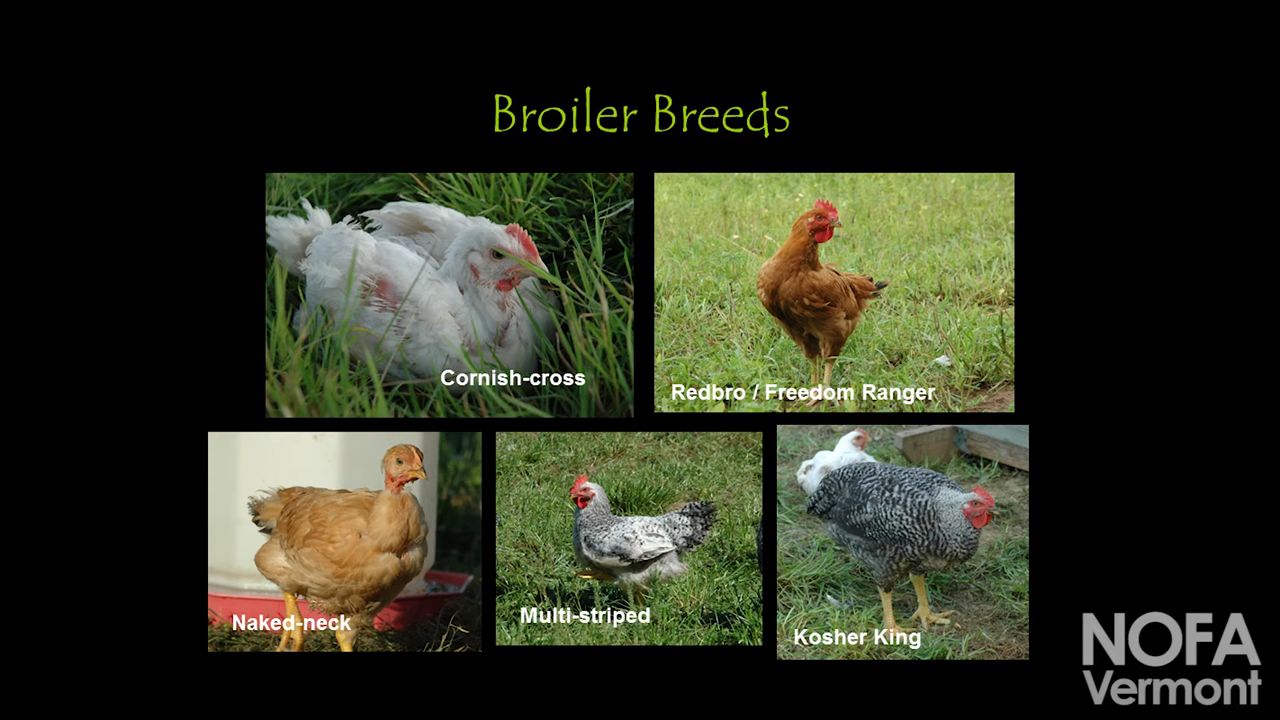 Broiler Breeds
Cornish-cross
Redbro / Freedom Ranger
Naked-neck
Multi-striped
Kosher King
NOFA
Vermont